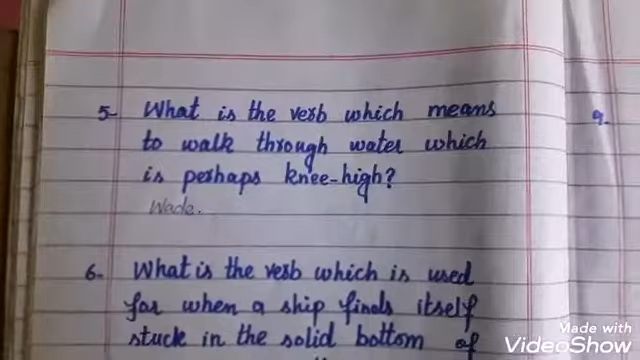 5- What is the verb which means
to walk through water which
is perhaps knee-high?
Wade.
6- What is the verb which is used
for when a ship finds itself
stuck in the solid bottom of
9.
Made with
VideoShow